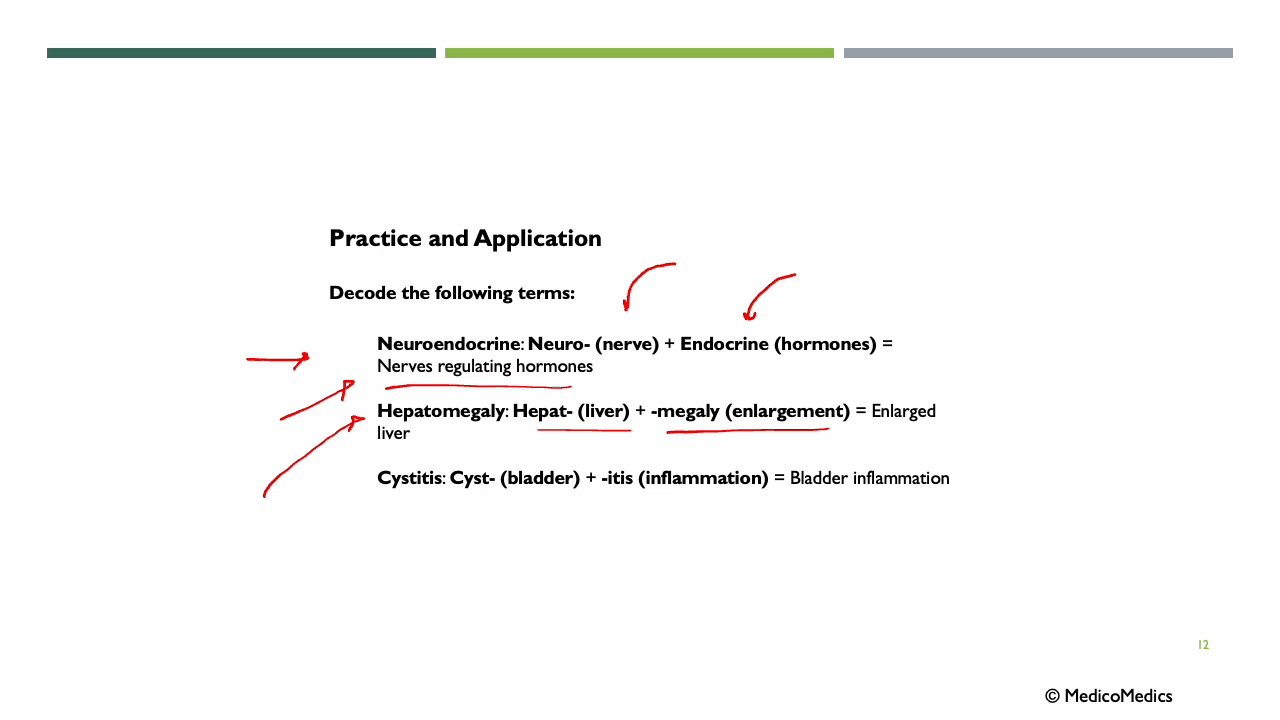 Practice and Application
Decode the following terms:
Neuroendocrine: Neuro- (nerve) + Endocrine (hormones) =
Nerves regulating hormones
Hepatomegaly: Hepat- (liver) + -megaly (enlargement) = Enlarged
liver
Cystitis: Cyst- (bladder) + -itis (inflammation) = Bladder inflammation
12
© MedicoMedics